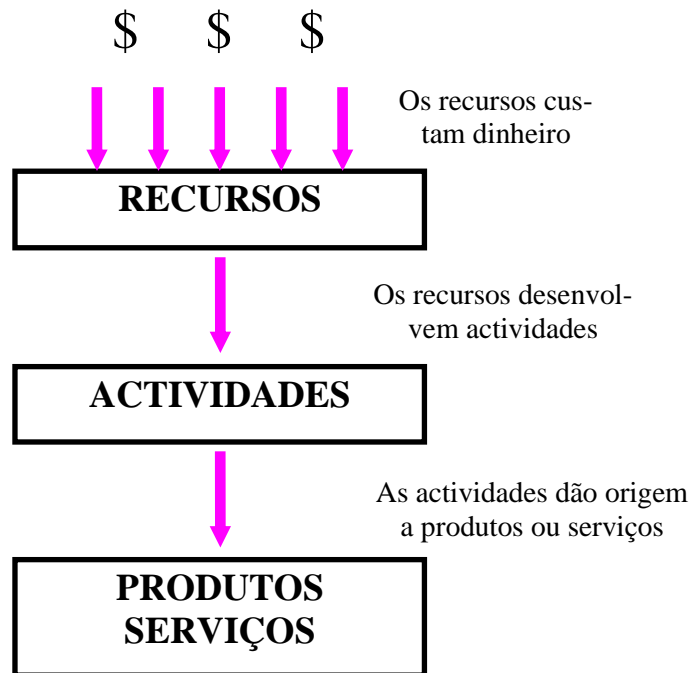 $ $ $
Os recursos cus-
tam dinheiro
RECURSOS
Os recursos desenvol-
vem actividades
ACTIVIDADES
As actividades dão origem
a produtos ou serviços
PRODUTOS
SERVIÇOS